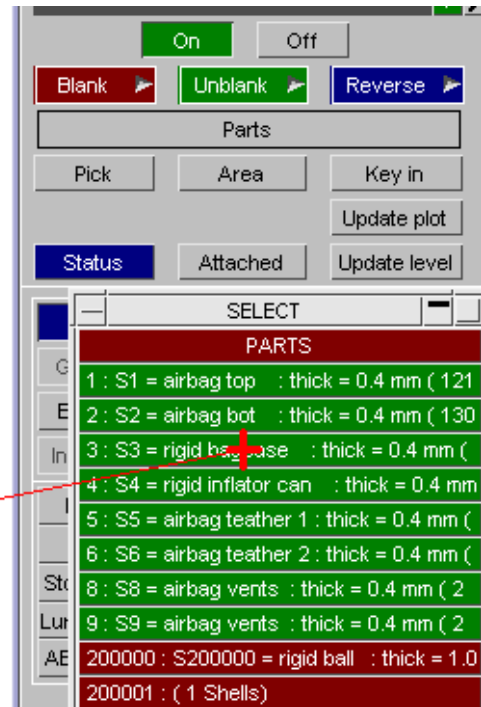 On Off
Blank Unblank Reverse
Parts
Pick Area Key in
Update plot
Status Attached Update level
SELECT
PARTS
1 : S1 = airbag top : thick = 0.4 mm ( 121
2 : S2 = airbag bot : thick = 0.4 mm ( 130
3 : S3 = rigid bag base : thick = 0.4 mm (
4 : S4 = rigid inflator can : thick = 0.4 mm
5 : S5 = airbag teather 1 : thick = 0.4 mm (
6 : S6 = airbag teather 2 : thick = 0.4 mm (
8 : S8 = airbag vents : thick = 0.4 mm ( 2
9 : S9 = airbag vents : thick = 0.4 mm ( 2
200000 : S200000 = rigid ball : thick = 1.0
200001 : ( 1 Shells)
G
E
In
Sto
Lur
AE